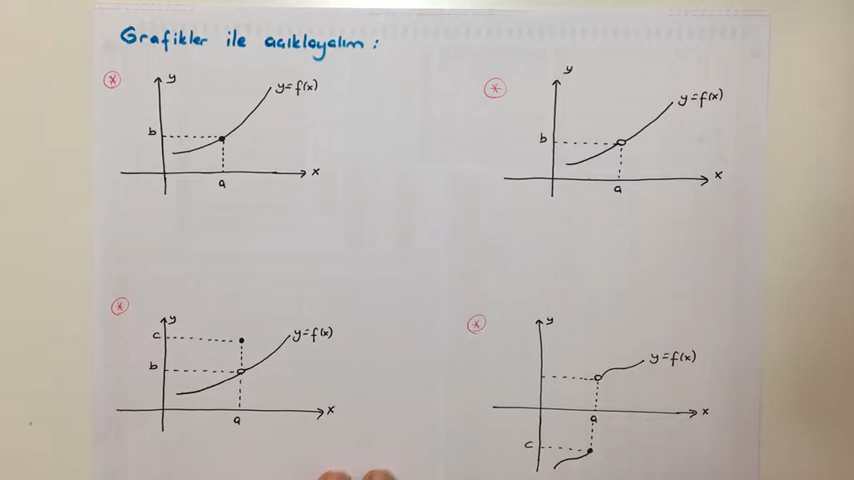 Grafikler ile açıklayalım :
* y y=f(x)
b
x
a
* y y=f(x)
b
x
a
* y y=f(x)
c
b
x
a
* y y=f(x)
x
a
c